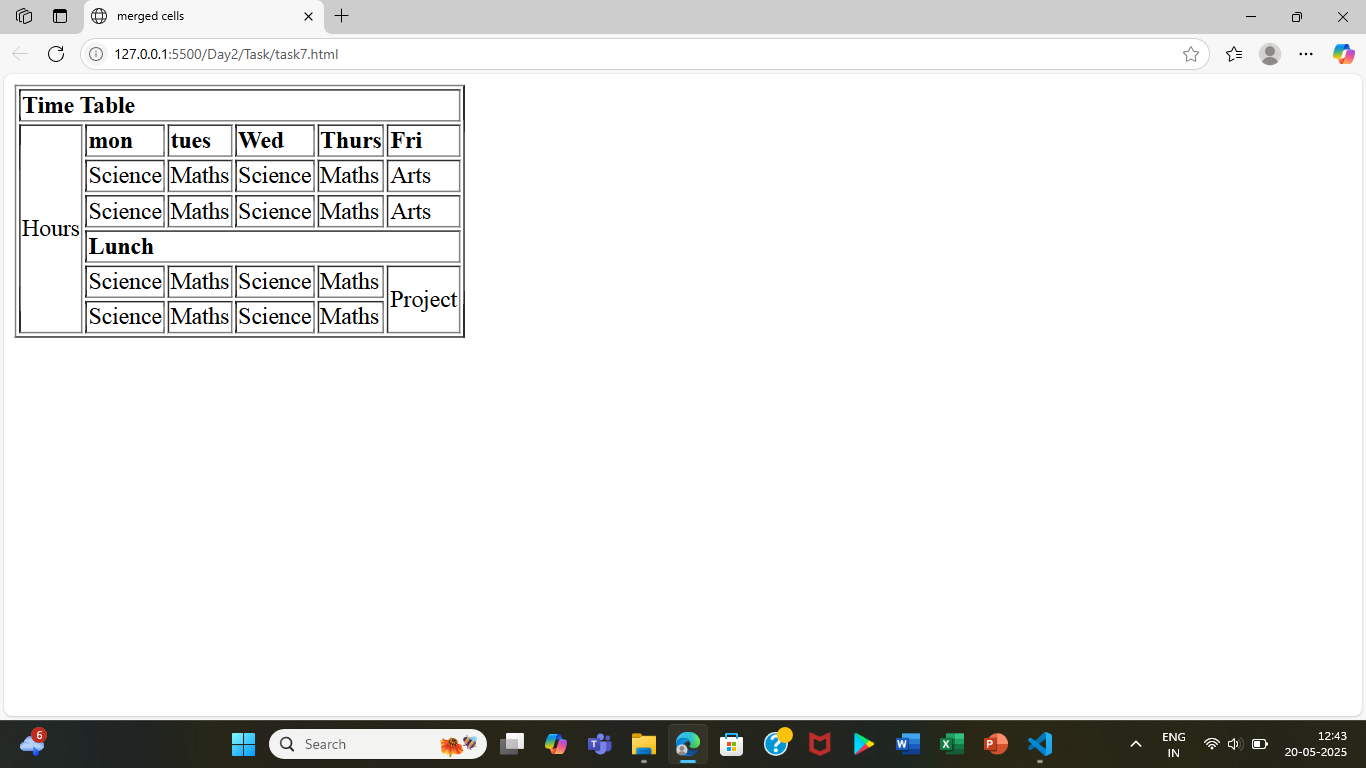 merged cells
127.0.0.1:5500/Day2/Task/task7.html
Time Table
mon tues Wed Thurs Fri
Science Maths Science Maths Arts
Science Maths Science Maths Arts
Hours
Lunch
Science Maths Science Maths
Project
Science Maths Science Maths
6
Search
ENG
IN
12:43
20-05-2025